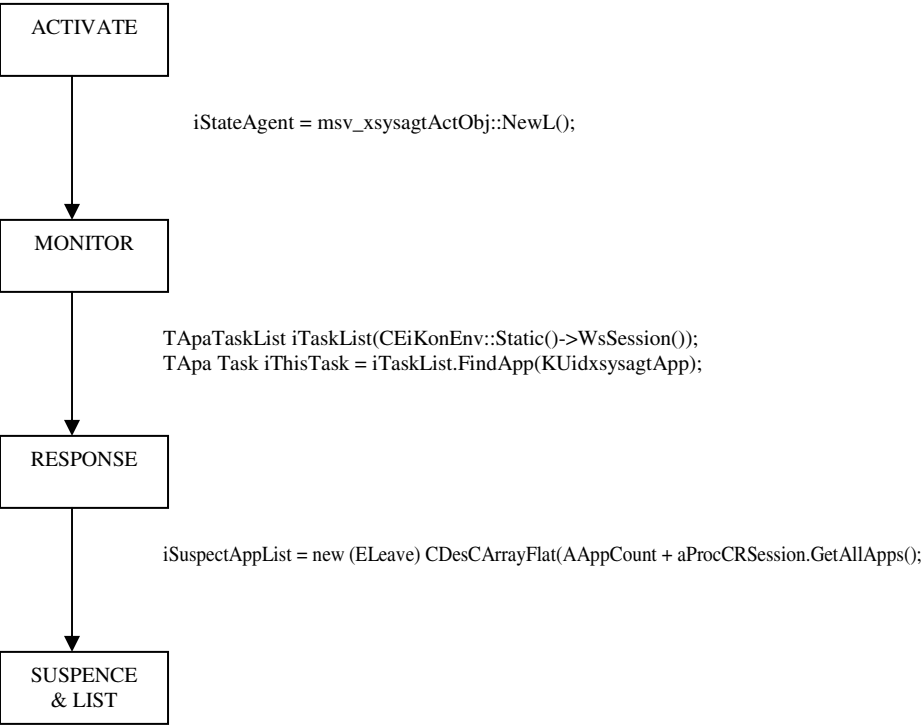 ACTIVATE
iStateAgent = msv_xsysagtActObj::NewL();
MONITOR
TApaTaskList iTaskList(CEiKonEnv::Static()->WsSession());
TApa Task iThisTask = iTaskList.FindApp(KUidxsysagtApp);
RESPONSE
iSuspectAppList = new (ELeave) CDesCArrayFlat(AAppCount + aProcCRSession.GetAllApps();
SUSPENCE
& LIST